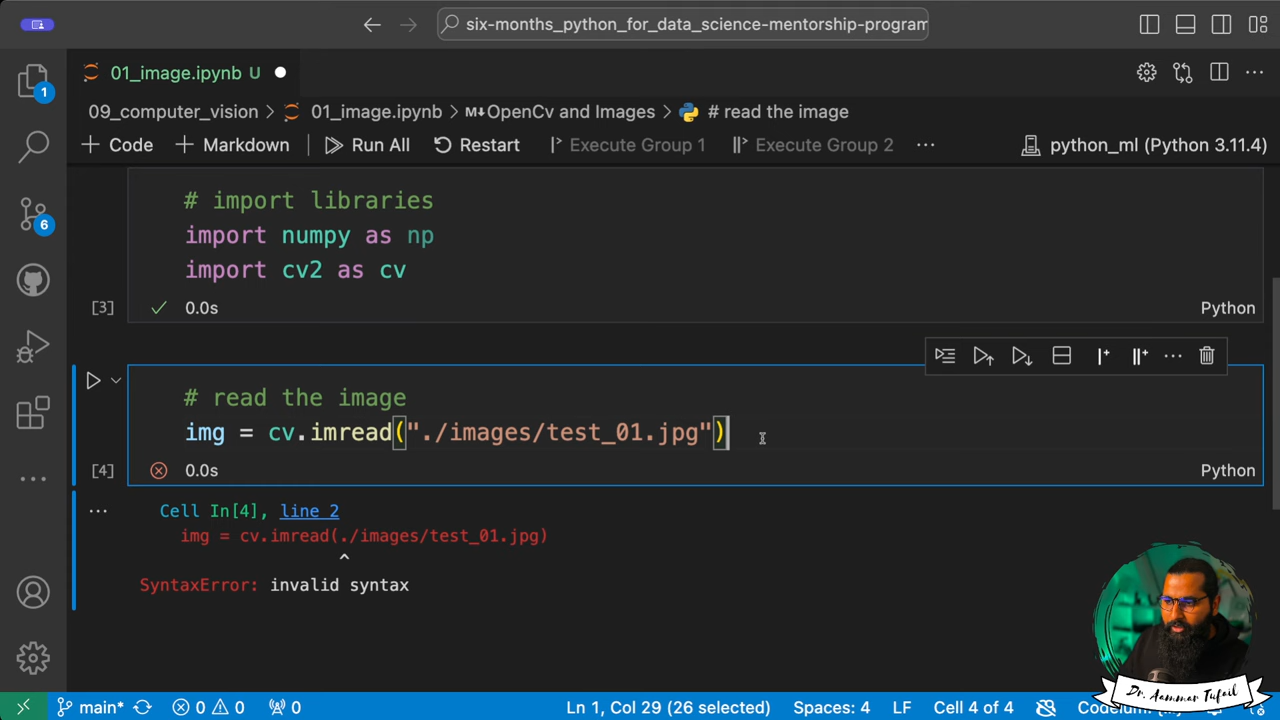 six-months_python_for_data_science-mentorship-program
01_image.ipynb U
09_computer_vision > 01_image.ipynb > M↓OpenCv and Images > # read the image
+ Code + Markdown Run All Restart Execute Group 1 Execute Group 2 ... python_ml (Python 3.11.4)
# import libraries
import numpy as np
import cv2 as cv
[3] 0.0s Python
# read the image
img = cv.imread("./images/test_01.jpg")
[4] 0.0s Python
1
6
... Cell In[4], line 2
img = cv.imread(./images/test_01.jpg)
^
SyntaxError: invalid syntax
Dr. Aammar Tufail
main* 0 0 0 Ln 1, Col 29 (26 selected) Spaces: 4 LF Cell 4 of 4